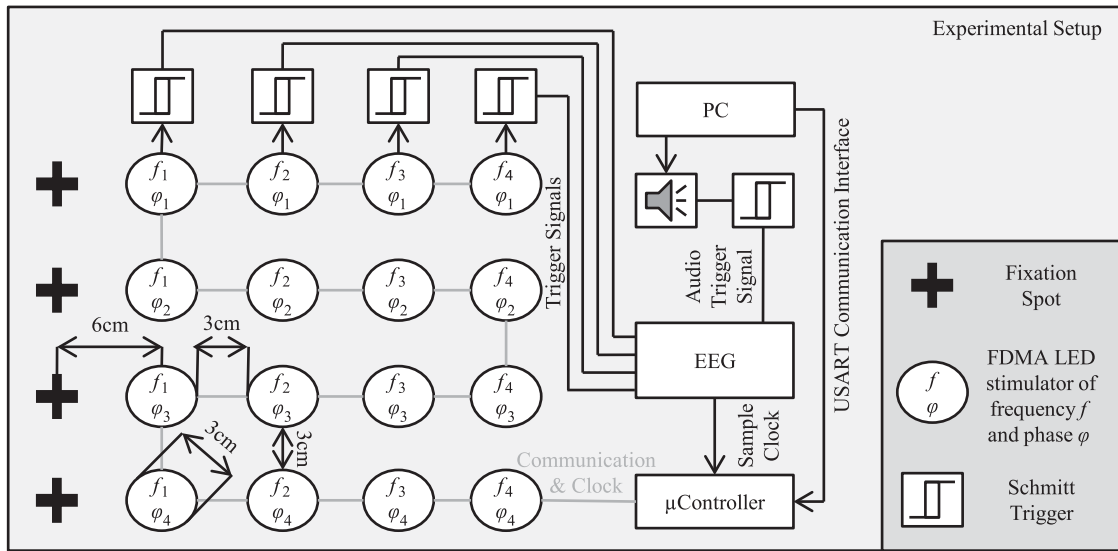 Experimental Setup
PC
f1
φ1
f2
φ1
f3
φ1
f4
φ1
Trigger Signals
Audio
Trigger
Signal
USART Communication Interface
f1
φ2
f2
φ2
f3
φ2
f4
φ2
6cm
3cm
EEG
f1
φ3
f2
φ3
f3
φ3
f4
φ3
3cm
3cm
Sample
Clock
Communication
& Clock
f1
φ4
f2
φ4
f3
φ4
f4
φ4
µController
Fixation
Spot
f
φ
FDMA LED
stimulator of
frequency f
and phase φ
Schmitt
Trigger